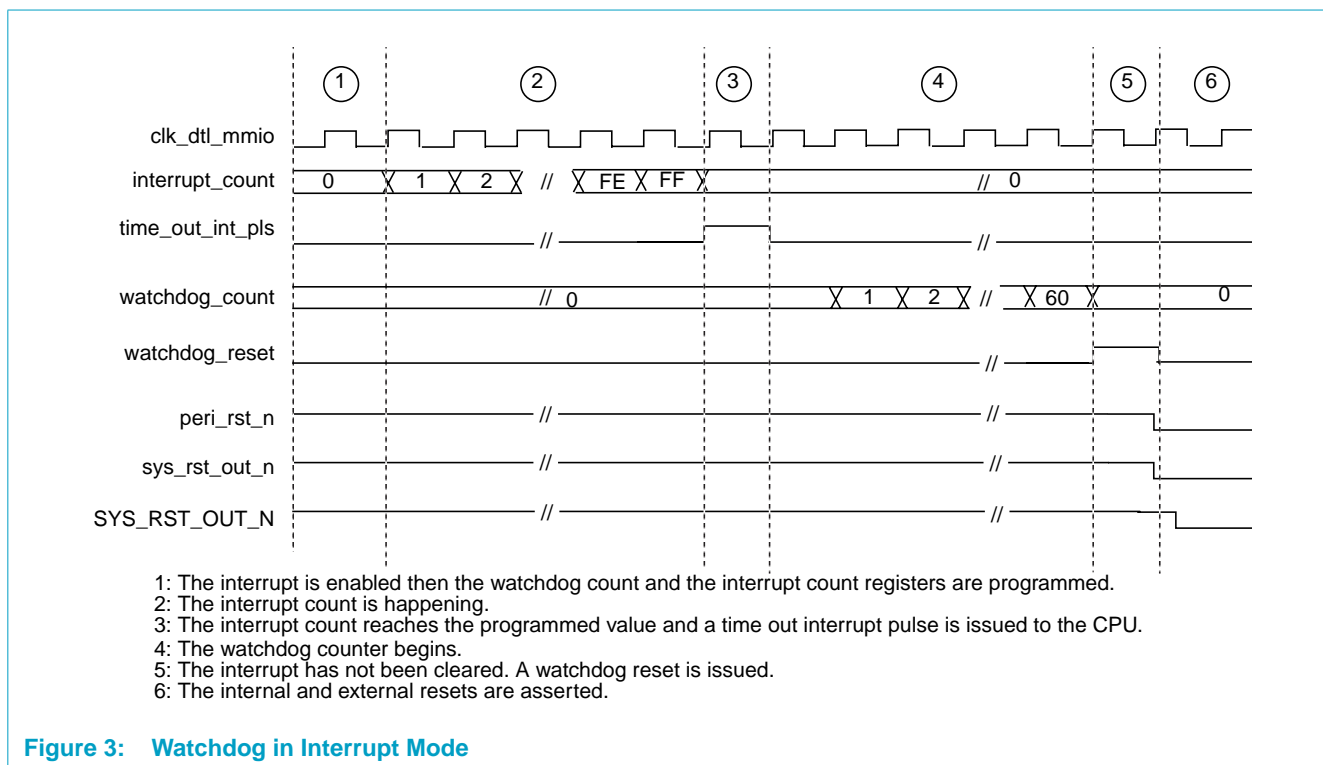 1 2 3 4 5 6
clk_dtl_mmio
interrupt_count 0 1 2 // FE FF // 0
time_out_int_pls // //
watchdog_count // 0 1 2 // 60 0
watchdog_reset //
peri_rst_n // //
sys_rst_out_n // //
SYS_RST_OUT_N // //
1: The interrupt is enabled then the watchdog count and the interrupt count registers are programmed.
2: The interrupt count is happening.
3: The interrupt count reaches the programmed value and a time out interrupt pulse is issued to the CPU.
4: The watchdog counter begins.
5: The interrupt has not been cleared. A watchdog reset is issued.
6: The internal and external resets are asserted.
Figure 3: Watchdog in Interrupt Mode